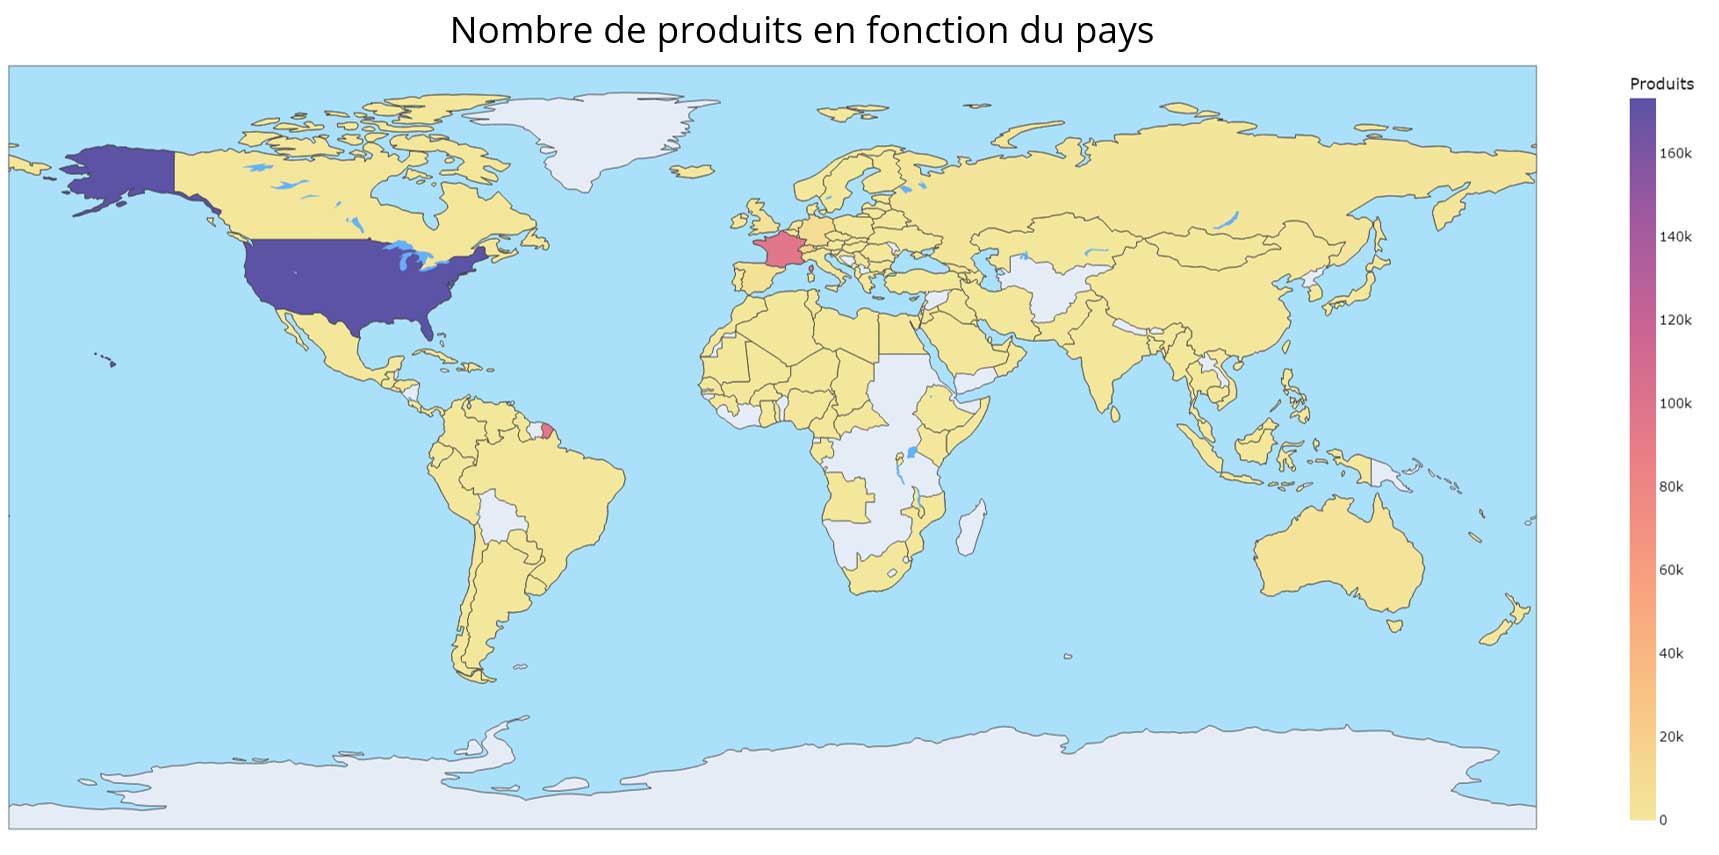 Nombre de produits en fonction du pays
Produits
160k
140k
120k
100k
80k
60k
40k
20k
0